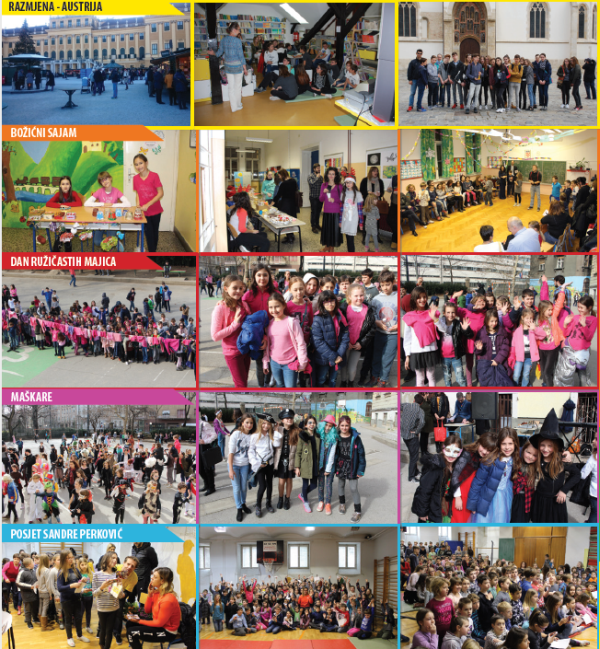 RAZMJENA - AUSTRIJA
BOŽIĆNI SAJAM
DAN RUŽIČASTIH MAJICA
MAŠKARE
POSJET SANDRE PERKOVIĆ